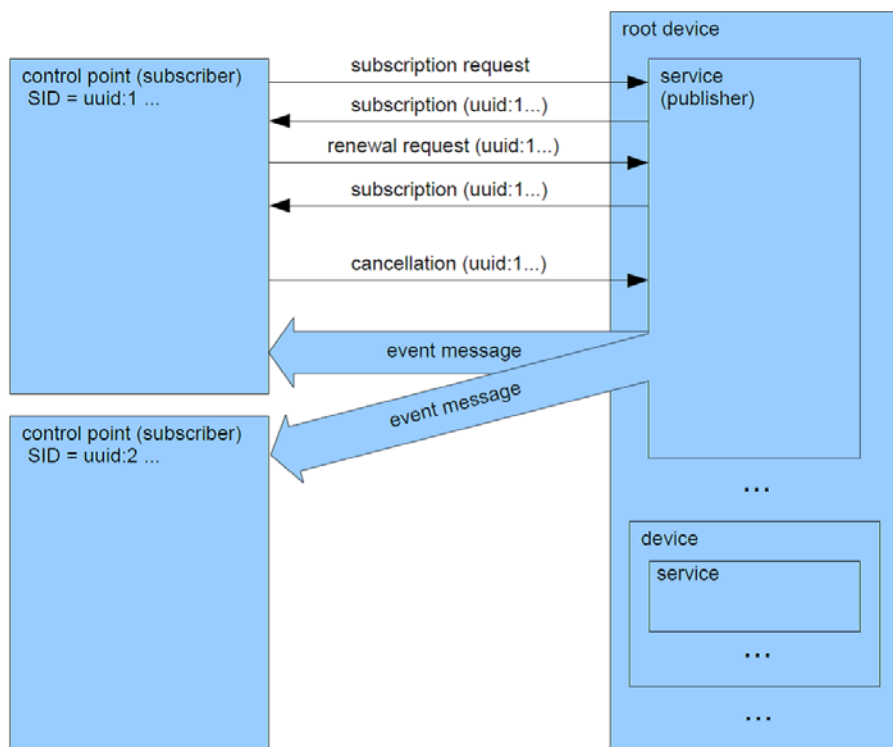 root device
control point (subscriber)
SID = uuid:1 ...
subscription request
service
(publisher)
subscription (uuid:1...)
renewal request (uuid:1...)
subscription (uuid:1...)
cancellation (uuid:1...)
event message
event message
control point (subscriber)
SID = uuid:2 ...
...
device
service
...
...